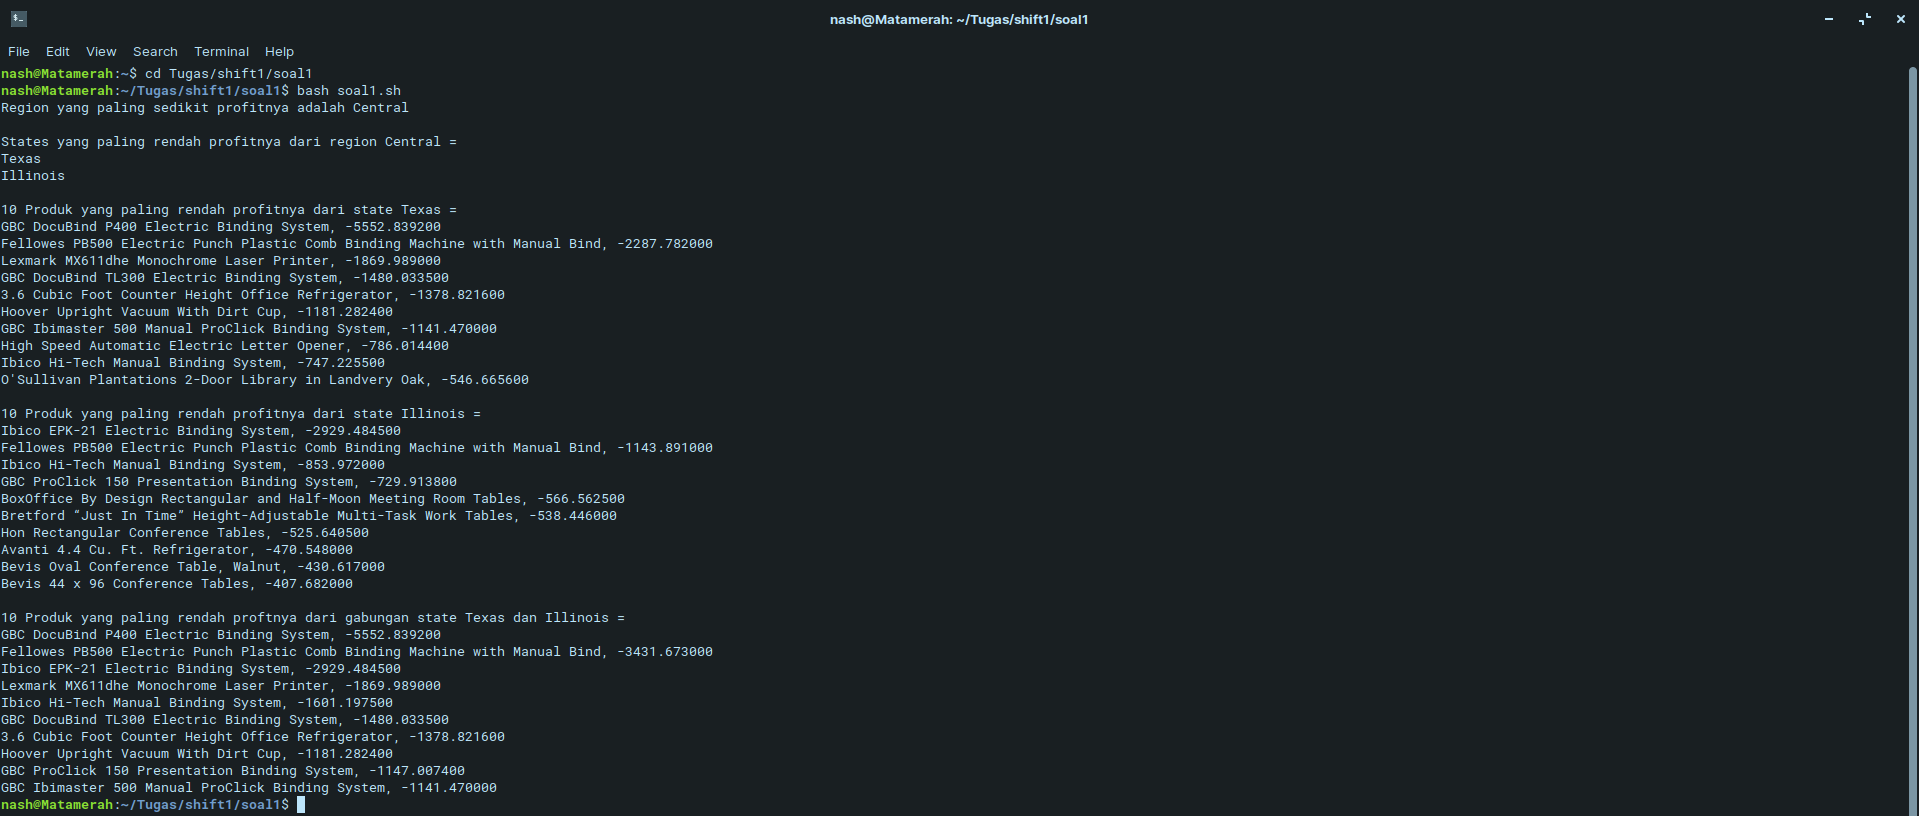 nash@Matamerah: ~/Tugas/shift1/soal1
File Edit View Search Terminal Help
nash@Matamerah:~$ cd Tugas/shift1/soal1
nash@Matamerah:~/Tugas/shift1/soal1$ bash soal1.sh
Region yang paling sedikit profitnya adalah Central
States yang paling rendah profitnya dari region Central =
Texas
Illinois
10 Produk yang paling rendah profitnya dari state Texas =
GBC DocuBind P400 Electric Binding System, -5552.839200
Fellowes PB500 Electric Punch Plastic Comb Binding Machine with Manual Bind, -2287.782000
Lexmark MX611dhe Monochrome Laser Printer, -1869.989000
GBC DocuBind TL300 Electric Binding System, -1480.033500
3.6 Cubic Foot Counter Height Office Refrigerator, -1378.821600
Hoover Upright Vacuum With Dirt Cup, -1181.282400
GBC Ibimaster 500 Manual ProClick Binding System, -1141.470000
High Speed Automatic Electric Letter Opener, -786.014400
Ibico Hi-Tech Manual Binding System, -747.225500
O'Sullivan Plantations 2-Door Library in Landvery Oak, -546.665600
10 Produk yang paling rendah profitnya dari state Illinois =
Ibico EPK-21 Electric Binding System, -2929.484500
Fellowes PB500 Electric Punch Plastic Comb Binding Machine with Manual Bind, -1143.891000
Ibico Hi-Tech Manual Binding System, -853.972000
GBC ProClick 150 Presentation Binding System, -729.913800
BoxOffice By Design Rectangular and Half-Moon Meeting Room Tables, -566.562500
Bretford “Just In Time” Height-Adjustable Multi-Task Work Tables, -538.446000
Hon Rectangular Conference Tables, -525.640500
Avanti 4.4 Cu. Ft. Refrigerator, -470.548000
Bevis Oval Conference Table, Walnut, -430.617000
Bevis 44 x 96 Conference Tables, -407.682000
10 Produk yang paling rendah proftnya dari gabungan state Texas dan Illinois =
GBC DocuBind P400 Electric Binding System, -5552.839200
Fellowes PB500 Electric Punch Plastic Comb Binding Machine with Manual Bind, -3431.673000
Ibico EPK-21 Electric Binding System, -2929.484500
Lexmark MX611dhe Monochrome Laser Printer, -1869.989000
Ibico Hi-Tech Manual Binding System, -1601.197500
GBC DocuBind TL300 Electric Binding System, -1480.033500
3.6 Cubic Foot Counter Height Office Refrigerator, -1378.821600
Hoover Upright Vacuum With Dirt Cup, -1181.282400
GBC ProClick 150 Presentation Binding System, -1147.007400
GBC Ibimaster 500 Manual ProClick Binding System, -1141.470000
nash@Matamerah:~/Tugas/shift1/soal1$